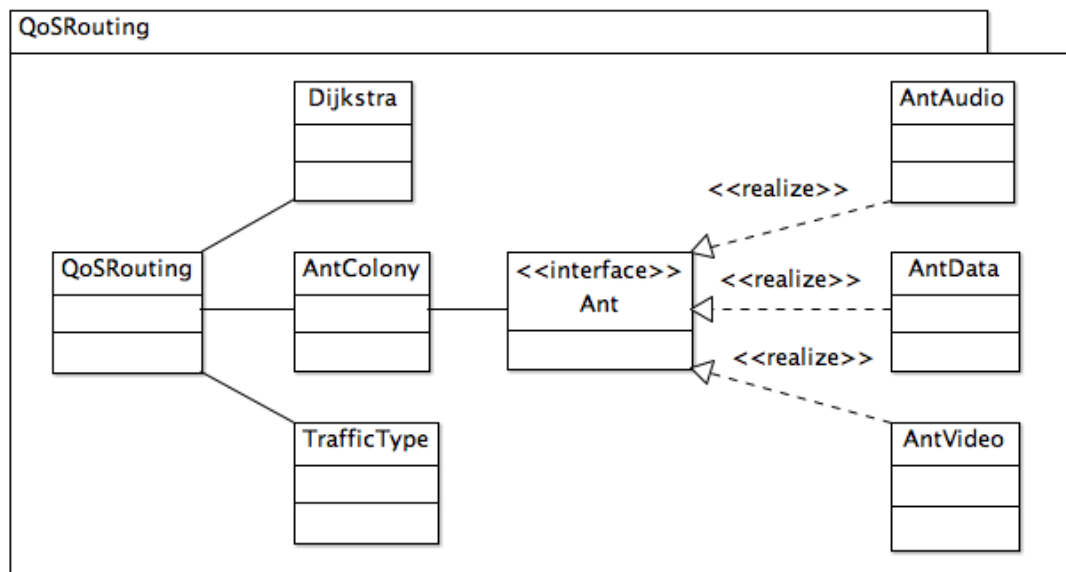 QoSRouting
Dijkstra
AntAudio
<<realize>>
QoSRouting
AntColony
<<interface>>
Ant
<<realize>>
AntData
<<realize>>
TrafficType
AntVideo